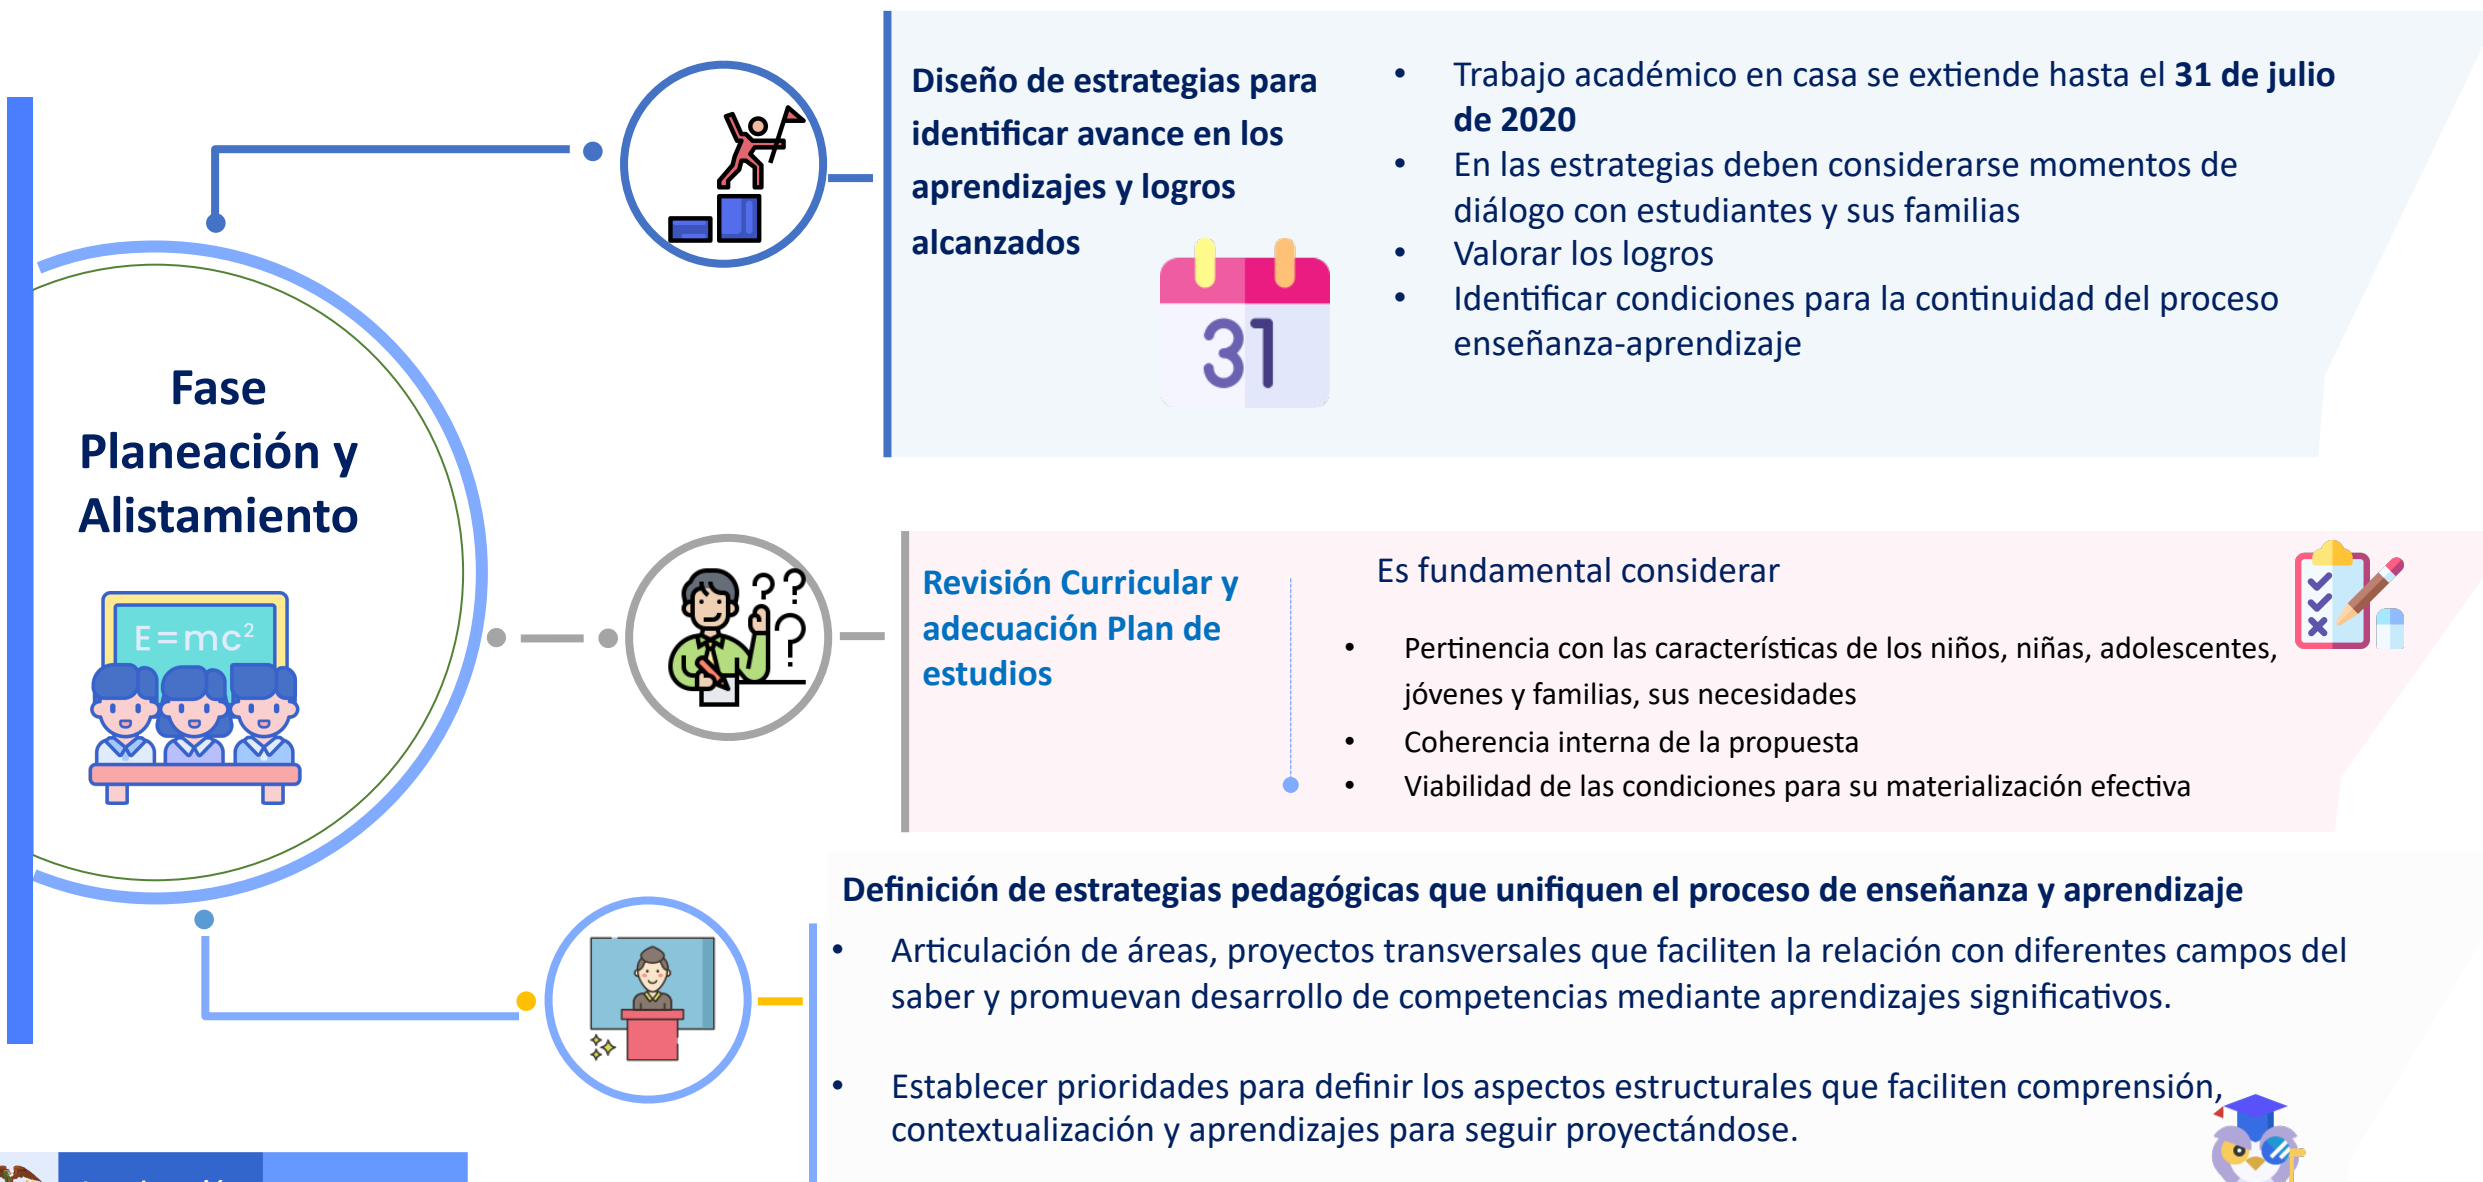 Fase
Planeación y
Alistamiento
E=mc²
Diseño de estrategias para
identificar avance en los
aprendizajes y logros
alcanzados
31
• Trabajo académico en casa se extiende hasta el 31 de julio
de 2020
• En las estrategias deben considerarse momentos de
diálogo con estudiantes y sus familias
• Valorar los logros
• Identificar condiciones para la continuidad del proceso
enseñanza-aprendizaje
Revisión Curricular y
adecuación Plan de
estudios
? ? ?
Es fundamental considerar
• Pertinencia con las características de los niños, niñas, adolescentes,
jóvenes y familias, sus necesidades
• Coherencia interna de la propuesta
• Viabilidad de las condiciones para su materialización efectiva
Definición de estrategias pedagógicas que unifiquen el proceso de enseñanza y aprendizaje
• Articulación de áreas, proyectos transversales que faciliten la relación con diferentes campos del
saber y promuevan desarrollo de competencias mediante aprendizajes significativos.
• Establecer prioridades para definir los aspectos estructurales que faciliten comprensión,
contextualización y aprendizajes para seguir proyectándose.